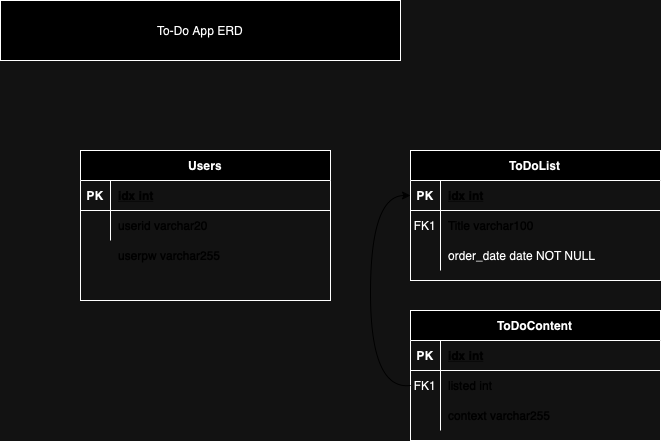 To-Do App ERD
Users
PK idx int
userid varchar20
userpw varchar255
ToDoList
PK idx int
FK1 Title varchar100
order_date date NOT NULL
ToDoContent
PK idx int
FK1 listed int
context varchar255